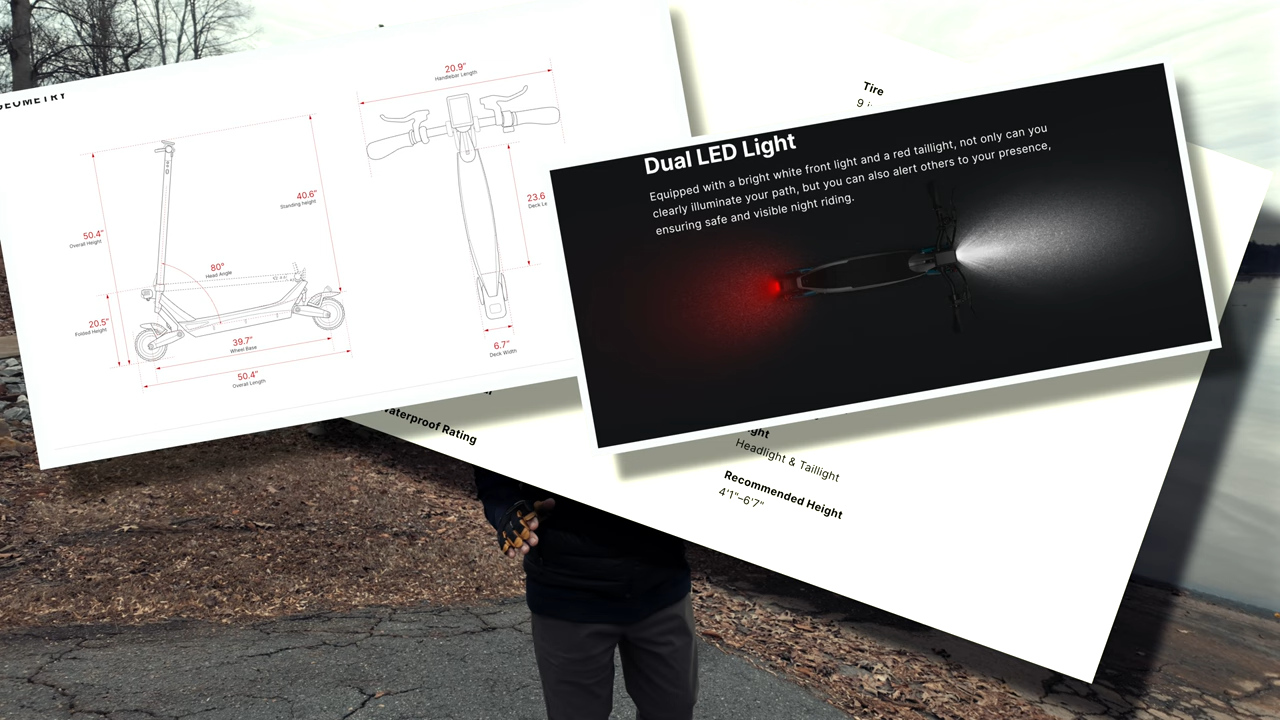 GEOMETRY
20.9"
Handlebar Length
40.6"
Standing height
50.4"
Overall Height
80°
Head Angle
23.6
Deck Le
20.5"
Folded Height
39.7"
Wheel Base
50.4"
Overall Length
6.7"
Deck Width
Tire
9
Dual LED Light
Equipped with a bright white front light and a red taillight, not only can you
clearly illuminate your path, but you can also alert others to your presence,
ensuring safe and visible night riding.
Waterproof Rating
Headlight & Taillight
Recommended Height
4'1"–6'7"